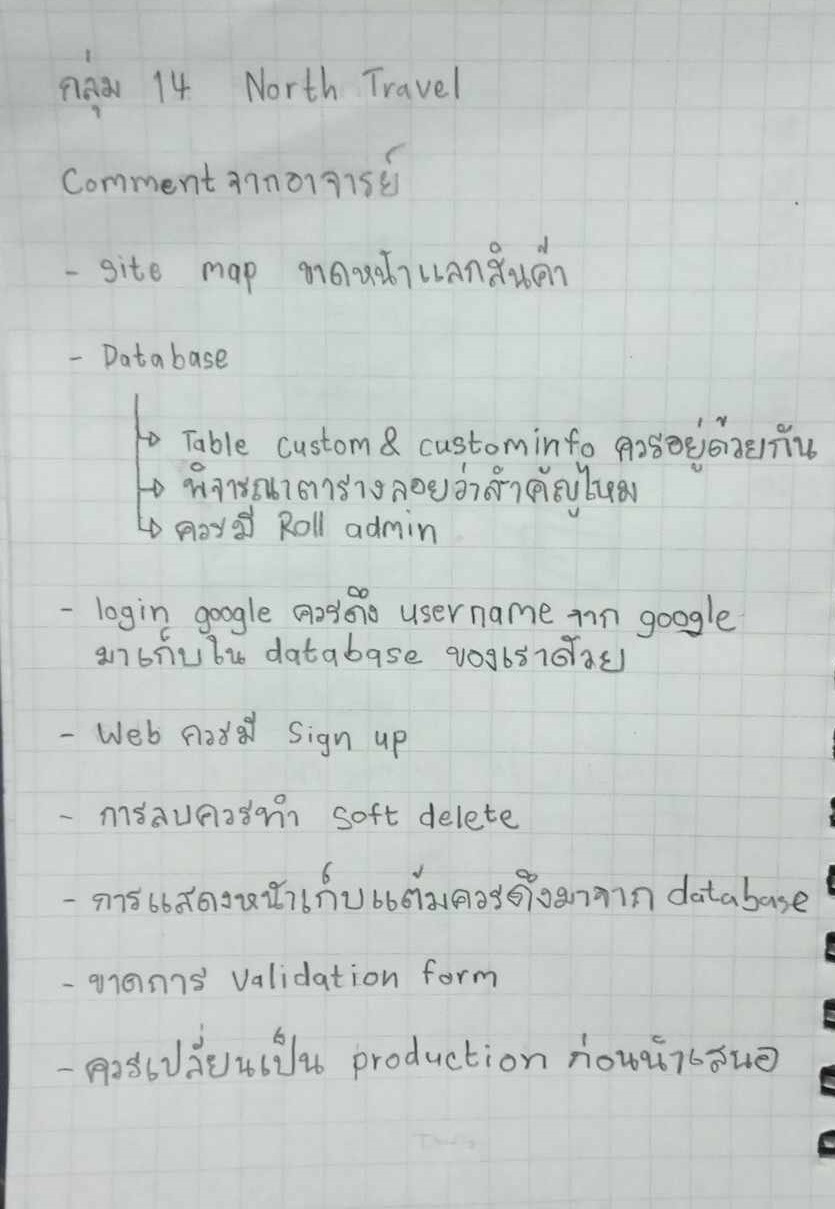 กลุ่ม 14 North Travel
Comment จากอาจารย์
- site map ขาดหน้าแลกสินค้า
- Database
Table custom & custominfo ควรอยู่ด้วยกัน
พิจารณาตารางลอยว่าสำคัญไหม
ควรมี Roll admin
- login google ควรดึง username จาก google
มาเก็บใน database ของเราด้วย
- Web ควรมี Sign up
- การลบควรทำ soft delete
- การแสดงหน้าเก็บแต้มควรดึงมาจาก database
- ขาดการ validation form
- ควรเปลี่ยนเป็น production ก่อนนำเสนอ